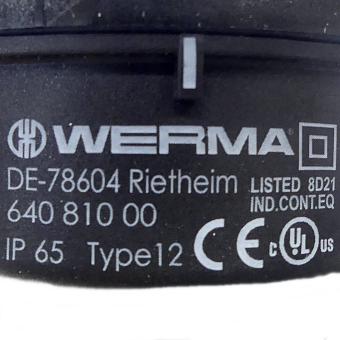 WERMA®
DE-78604 Rietheim
LISTED 8D21
640 810 00
IND.CONT.EQ
IP 65 Type12 CE c UL US